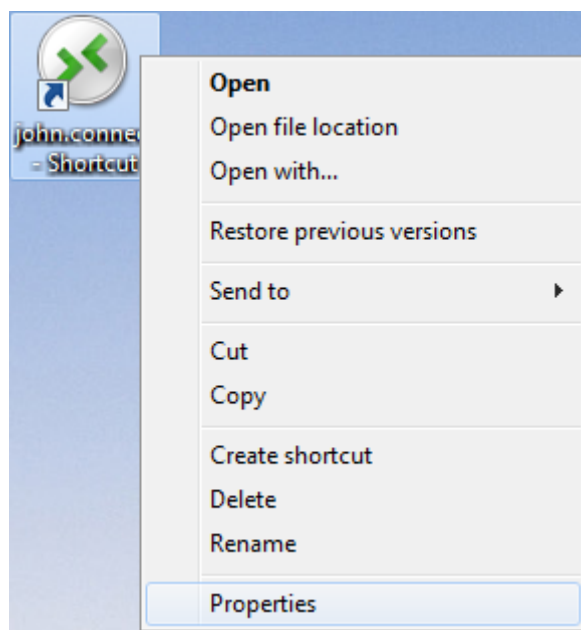 john.connec
- Shortcut
Open
Open file location
Open with...
Restore previous versions
Send to
Cut
Copy
Create shortcut
Delete
Rename
Properties